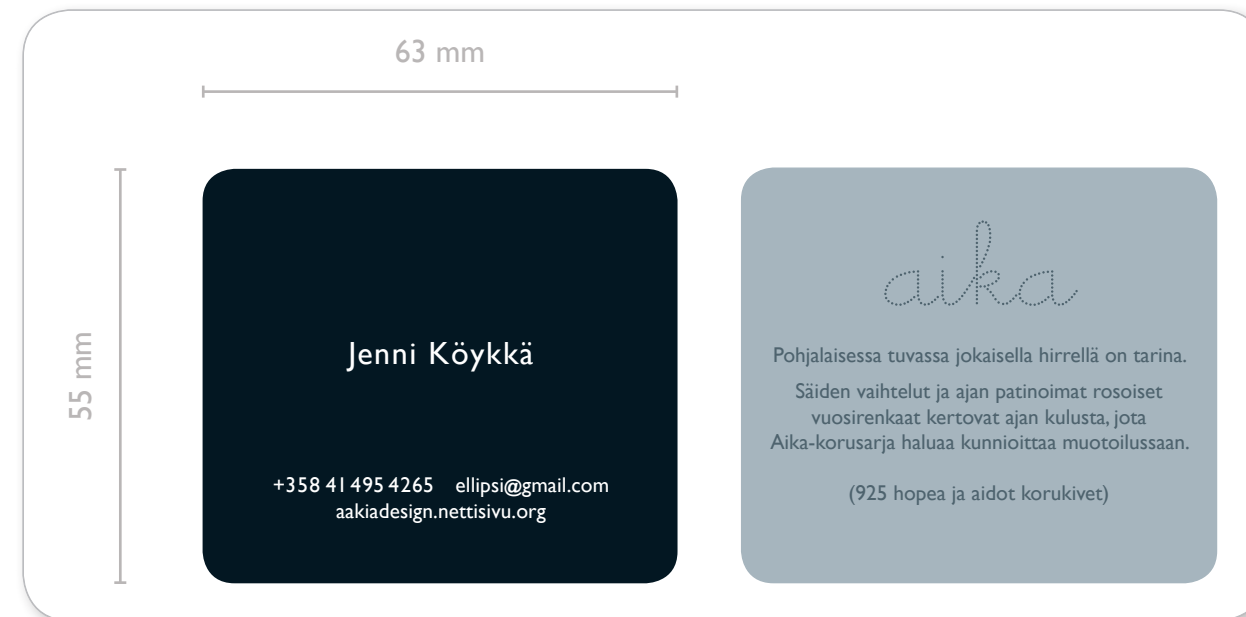 63 mm
55 mm
Jenni Köykkä
+358 41 495 4265 ellipsi@gmail.com
aakiadesign.nettisivu.org
aika
Pohjalaisessa tuvassa jokaisella hirrellä on tarina.
Säiden vaihtelut ja ajan patinoimat rosoiset
vuosirenkaat kertovat ajan kulusta, jota
Aika-korusarja haluaa kunnioittaa muotoilussaan.
(925 hopea ja aidot korukivet)